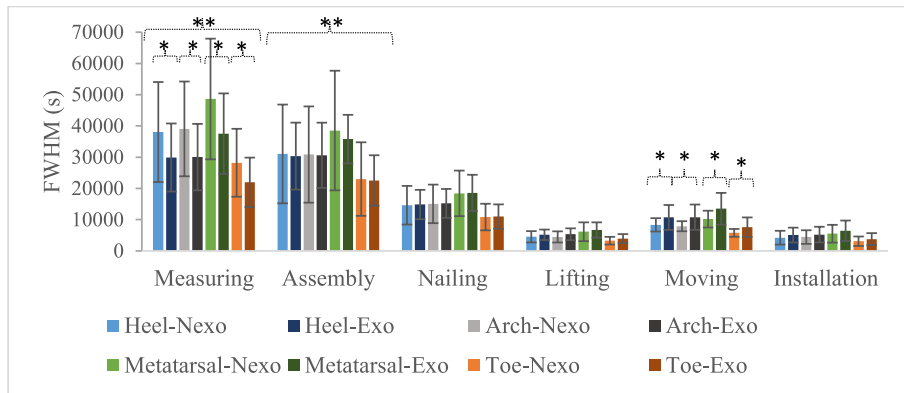 ** **
* * * *
* * * *
FWHM (s)
70000
60000
50000
40000
30000
20000
10000
0
Measuring Assembly Nailing Lifting Moving Installation
Heel-Nexo Heel-Exo Arch-Nexo Arch-Exo
Metatarsal-Nexo Metatarsal-Exo Toe-Nexo Toe-Exo